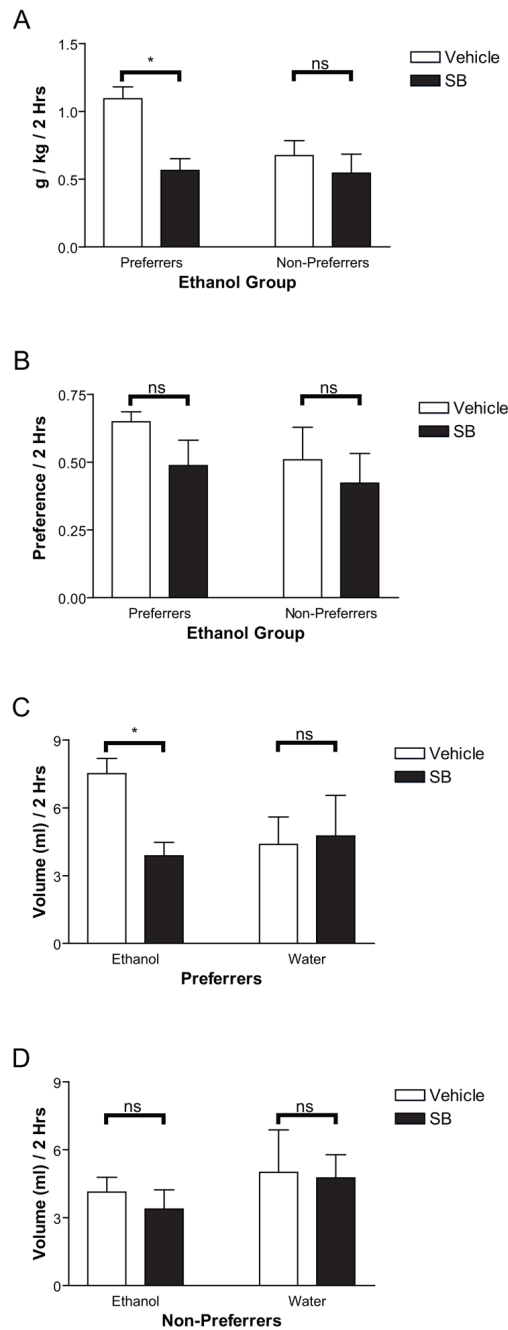 A
g / kg / 2 Hrs
1.5
1.0
0.5
0.0
*
ns
Vehicle
SB
Preferrers
Non-Preferrers
Ethanol Group
B
Preference / 2 Hrs
0.75
0.50
0.25
0.00
ns
ns
Vehicle
SB
Preferrers
Non-Preferrers
Ethanol Group
C
Volume (ml) / 2 Hrs
9
6
3
0
*
ns
Vehicle
SB
Ethanol
Water
Preferrers
D
Volume (ml) / 2 Hrs
9
6
3
0
ns
ns
Vehicle
SB
Ethanol
Water
Non-Preferrers